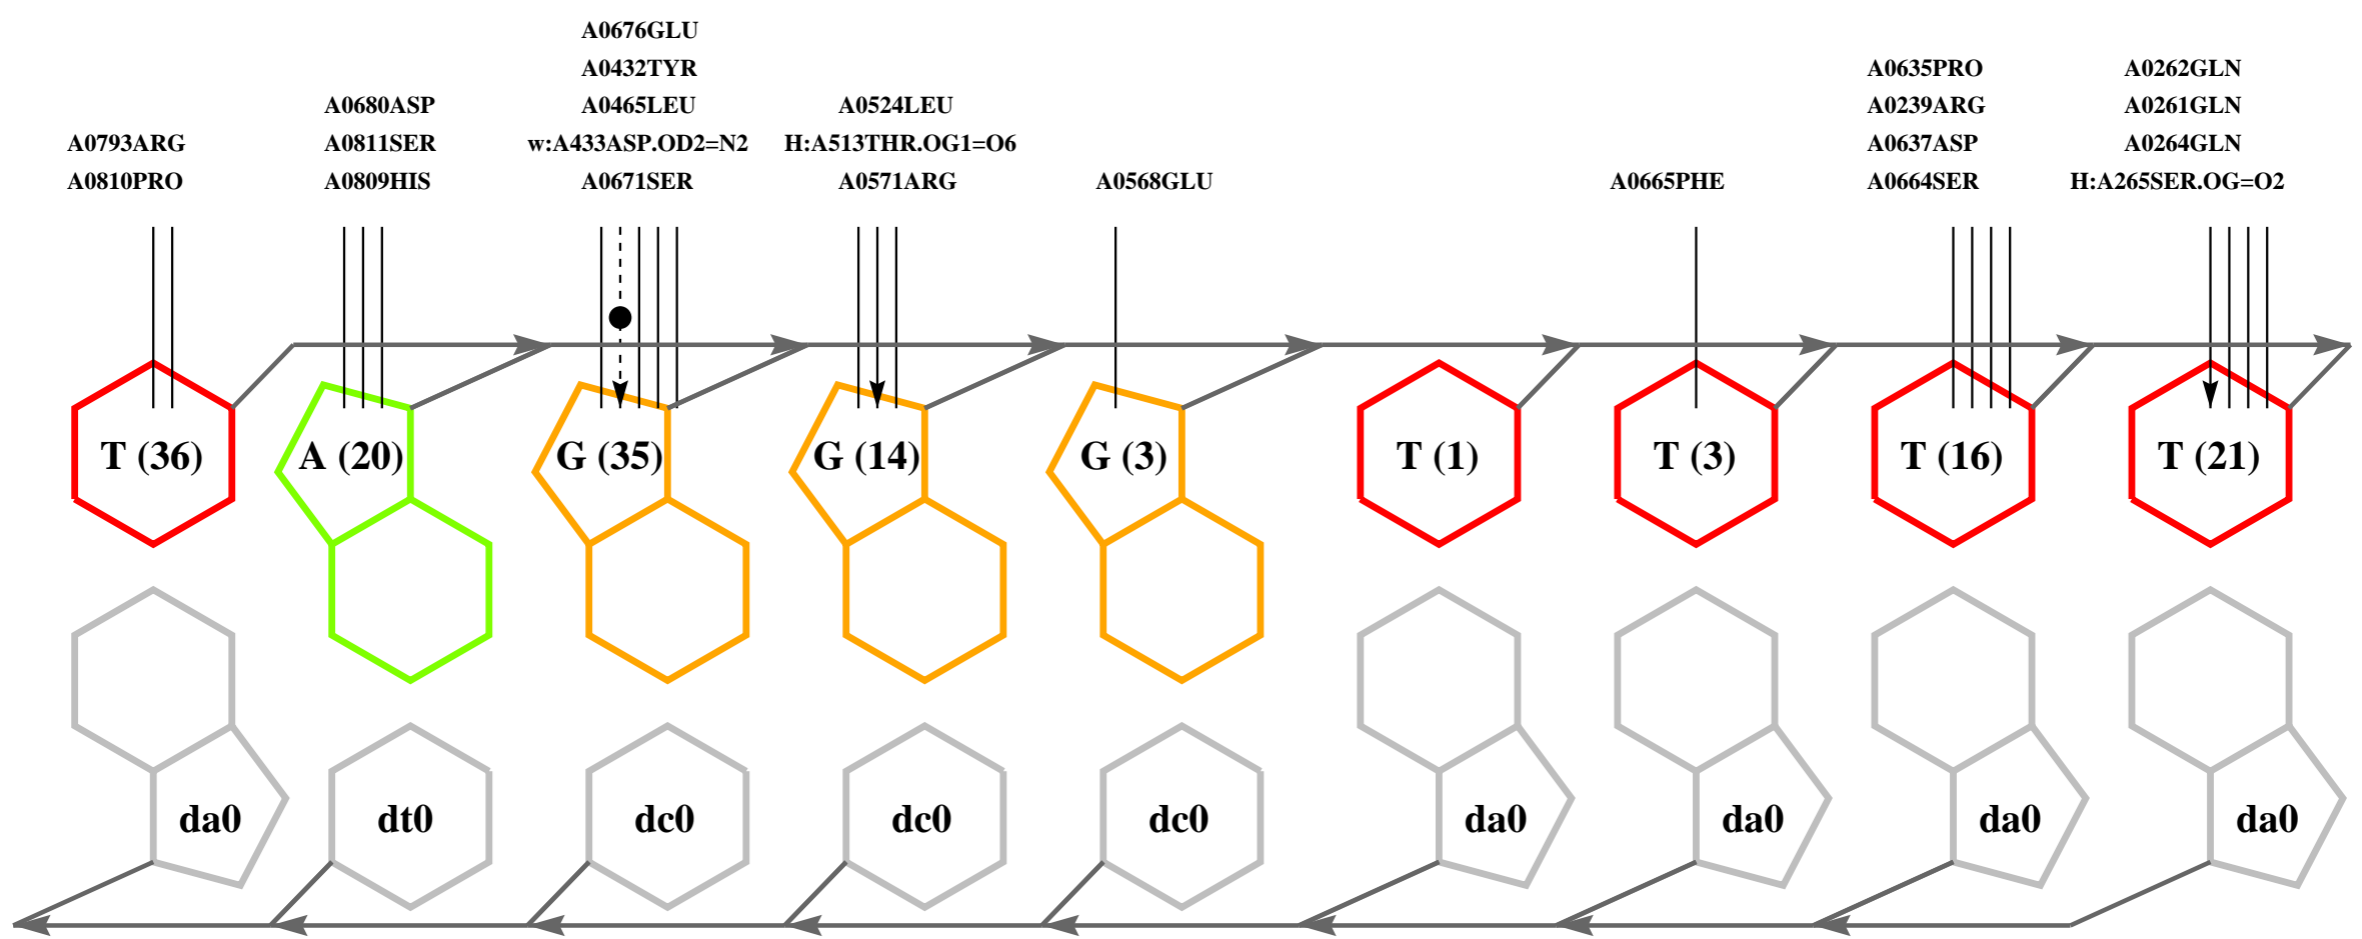 A0676GLU
A0432TYR
A0635PRO
A0262GLN
A0680ASP
A0465LEU
A0524LEU
A0239ARG
A0261GLN
A0793ARG
A0811SER
w:A433ASP.OD2=N2
H:A513THR.OG1=O6
A0637ASP
A0264GLN
A0810PRO
A0809HIS
A0671SER
A0571ARG
A0568GLU
A0665PHE
A0664SER
H:A265SER.OG=O2
T (36)
A (20)
G (35)
G (14)
G (3)
T (1)
T (3)
T (16)
T (21)
da0
dt0
dc0
dc0
dc0
da0
da0
da0
da0